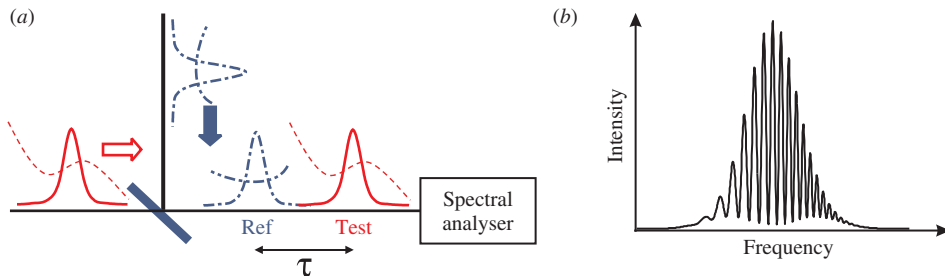 (a)
Ref
Test
τ
Spectral
analyser
(b)
Intensity
Frequency